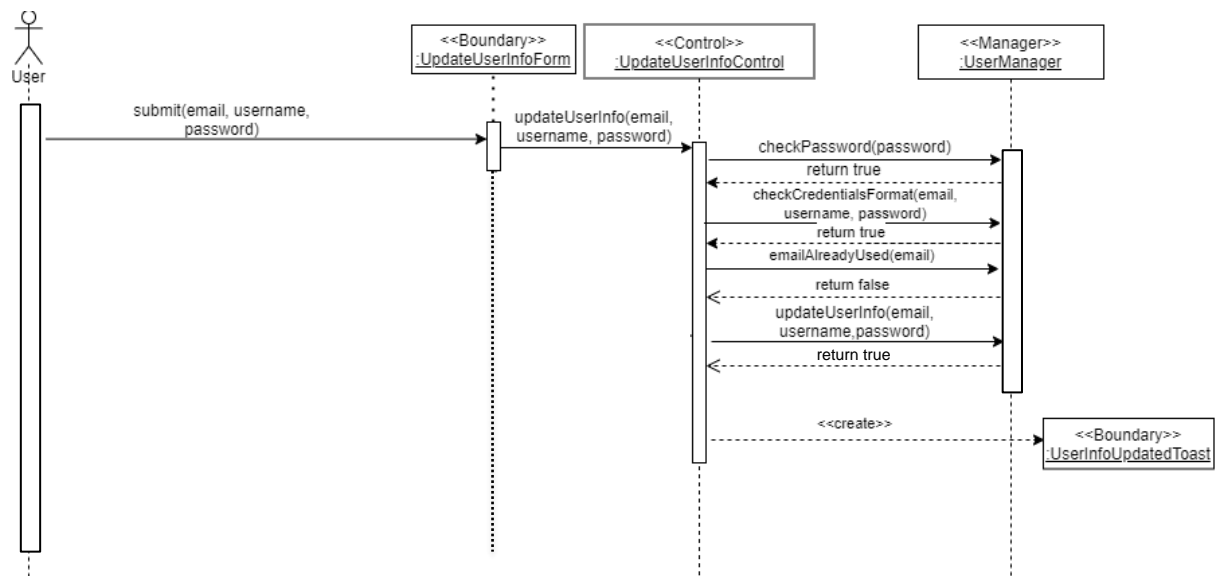 <<Boundary>>
:UpdateUserInfoForm
<<Control>>
:UpdateUserInfoControl
<<Manager>>
:UserManager
User
submit(email, username,
password)
updateUserInfo(email,
username, password)
checkPassword(password)
return true
checkCredentialsFormat(email,
username, password)
return true
emailAlreadyUsed(email)
return false
updateUserInfo(email,
username,password)
return true
<<create>>
<<Boundary>>
:UserInfoUpdatedToast